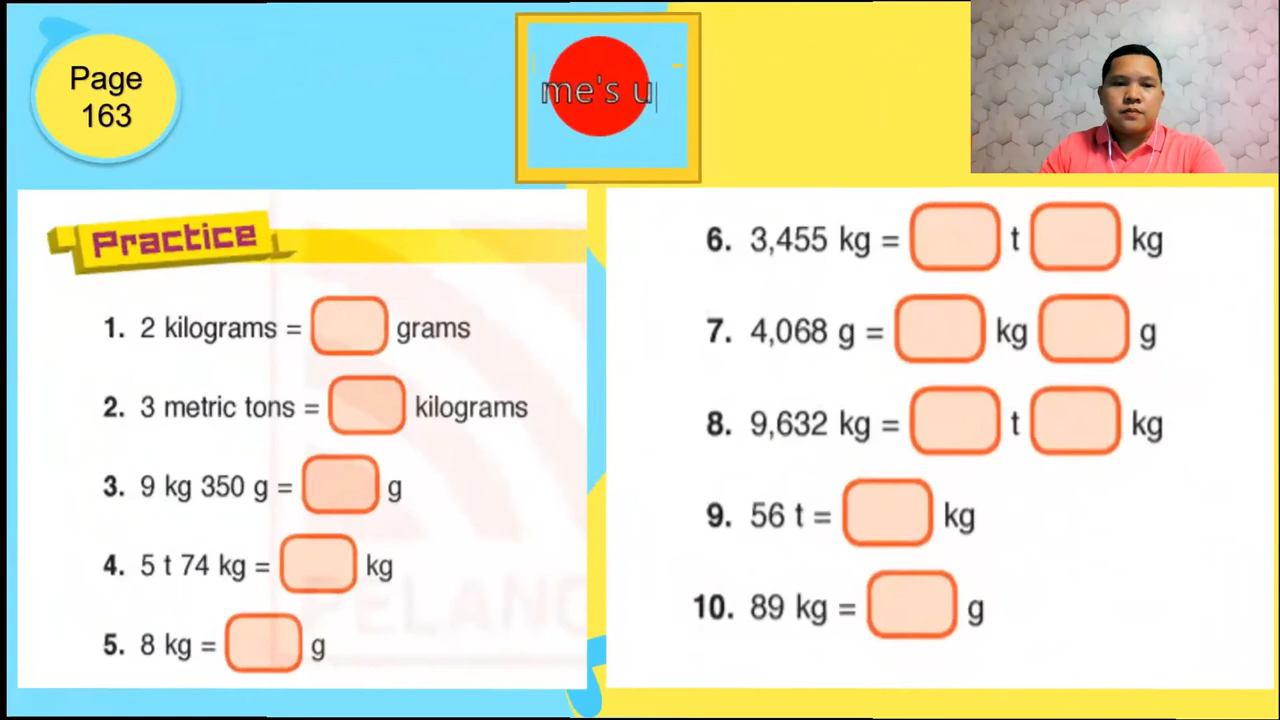 Page
163
me's u
Practice
1. 2 kilograms = grams
2. 3 metric tons = kilograms
3. 9 kg 350 g = g
4. 5 t 74 kg = kg
5. 8 kg = g
PELANG
6. 3,455 kg = t kg
7. 4,068 g = kg g
8. 9,632 kg = t kg
9. 56 t = kg
10. 89 kg = g